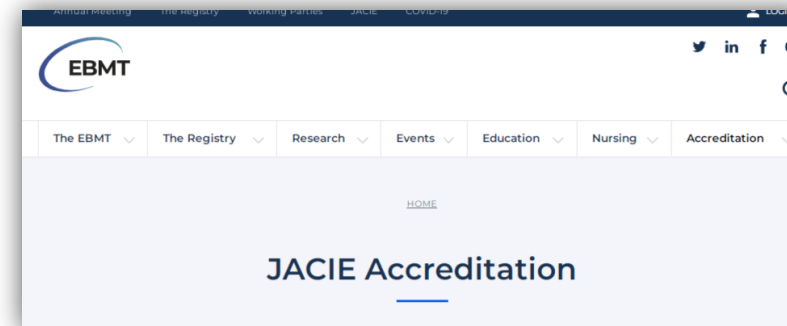 Annual Meeting The Registry Working Parties JACIE COVID-19
EBMT
in f
The EBMT The Registry Research Events Education Nursing Accreditation
HOME
JACIE Accreditation